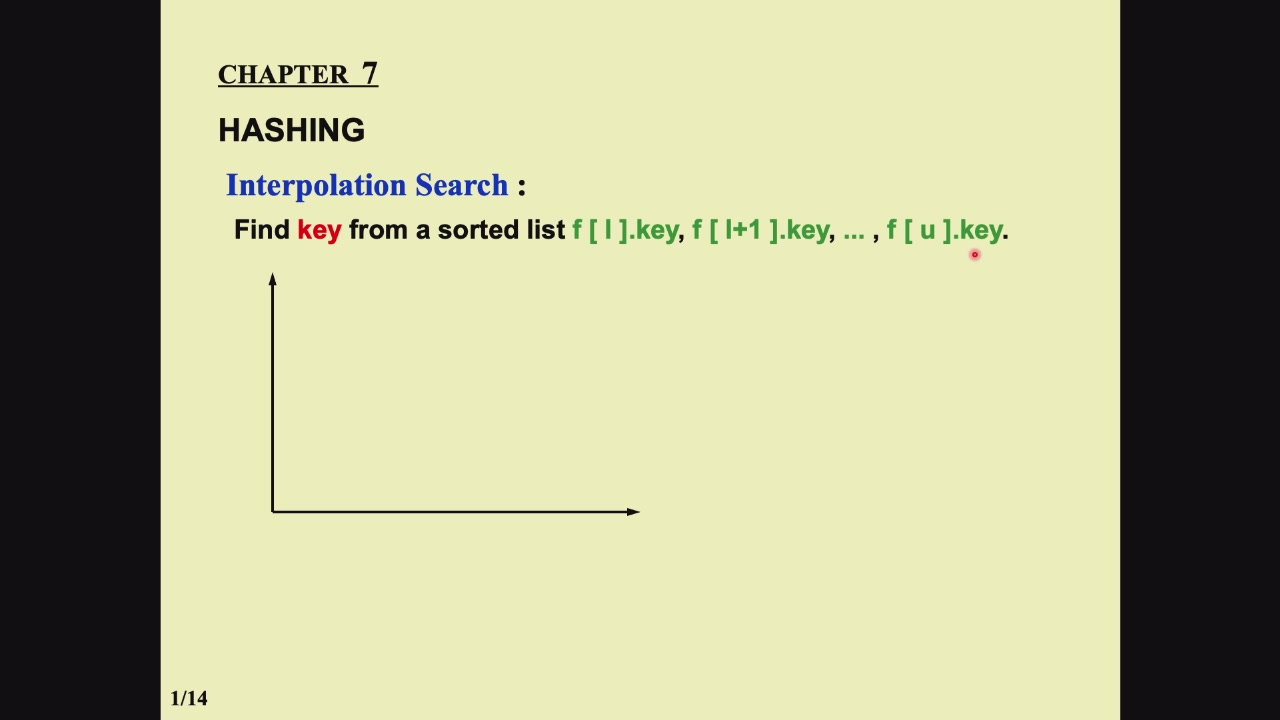 CHAPTER 7
HASHING
Interpolation Search :
Find key from a sorted list f [ l ].key, f [ l+1 ].key, ... , f [ u ].key.
1/14